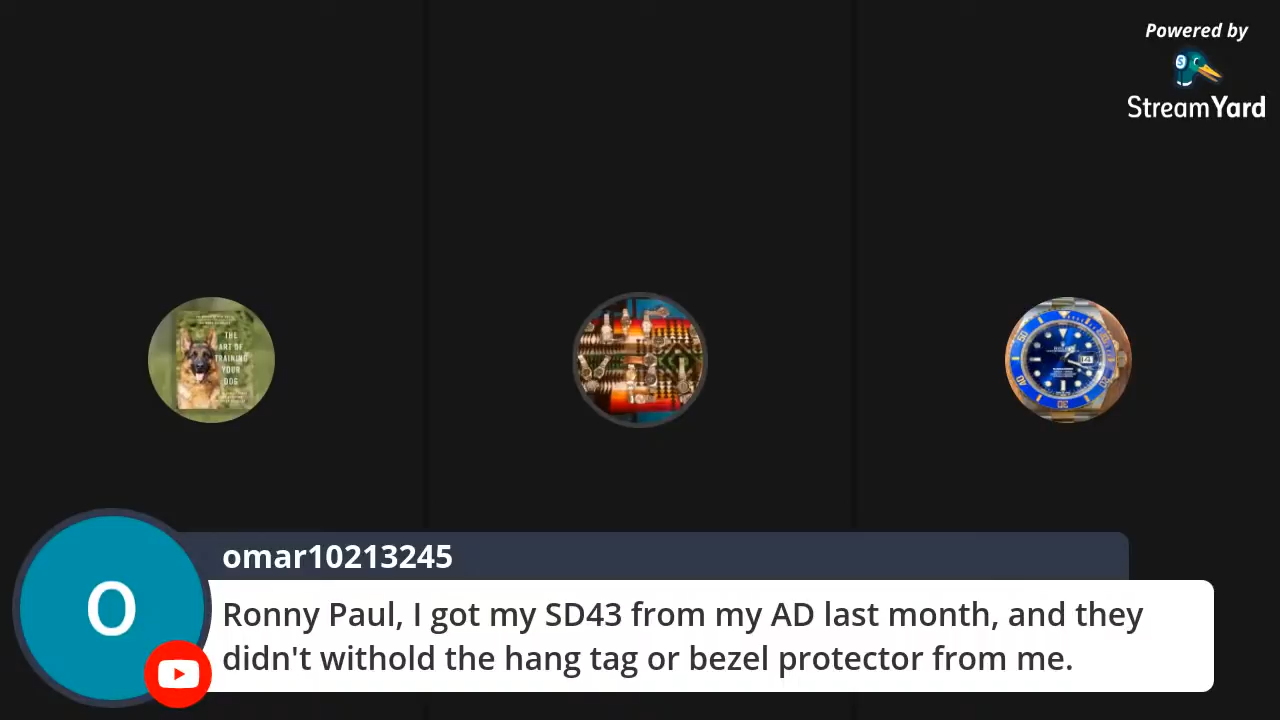 Powered by
StreamYard
THE
ART OF
TRAINING
YOUR
DOG
omar10213245
O
Ronny Paul, I got my SD43 from my AD last month, and they
didn't withold the hang tag or bezel protector from me.